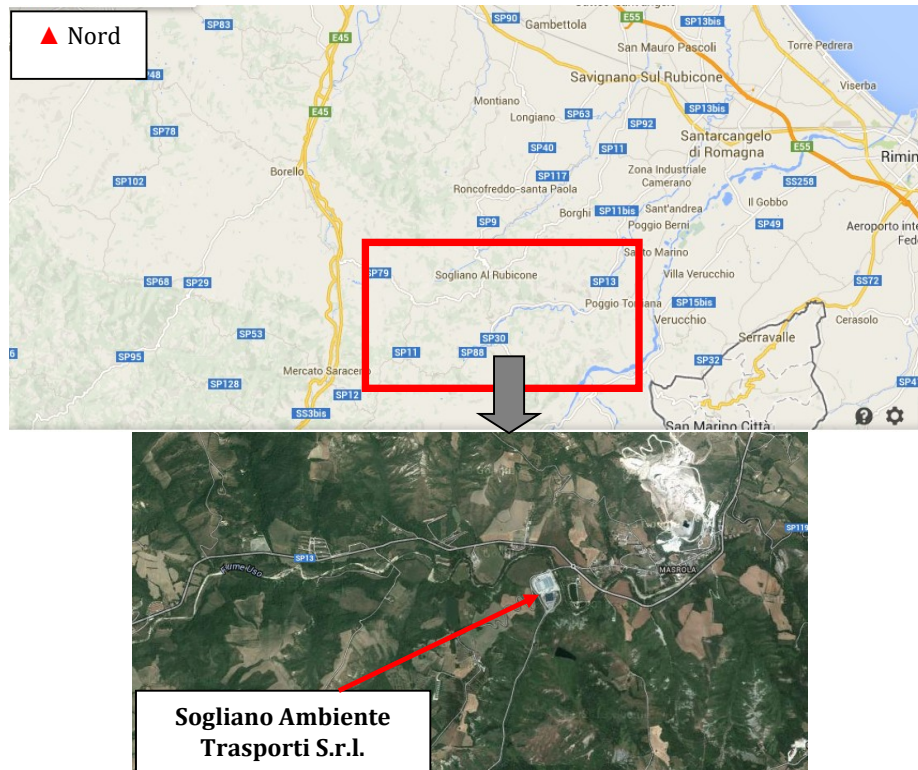 ▲ Nord
SP83
E45
SP90
Gambettola
E55
SP13bis
San Mauro Pascoli
Torre Pedrera
Savignano Sul Rubicone
Viserba
SP48
E45
Montiano
Longiano
SP63
SP13bis
SP78
SP92
Santarcangelo
di Romagna
E55
SP40
SP11
Rimin
Borello
SP102
SP117
Zona Industriale
Camerano
SS258
Roncofreddo-santa Paola
Il Gobbo
SP9
Borghi
SP11bis
Sant'andrea
Poggio Berni
SP49
Aeroporto inte
Fede
Santo Marino
SP79
Sogliano Al Rubicone
SP13
Villa Verucchio
SP68
SP29
SS72
Poggio Torriana
SP15bis
Verucchio
Cerasolo
SP53
SP30
Serravalle
SP95
SP11
SP88
SP32
Mercato Saraceno
SP128
SP12
SP41
SS3bis
San Marino Città
SP13
Fiume Uso
SP119
MASROLA
Sogliano Ambiente
Trasporti S.r.l.